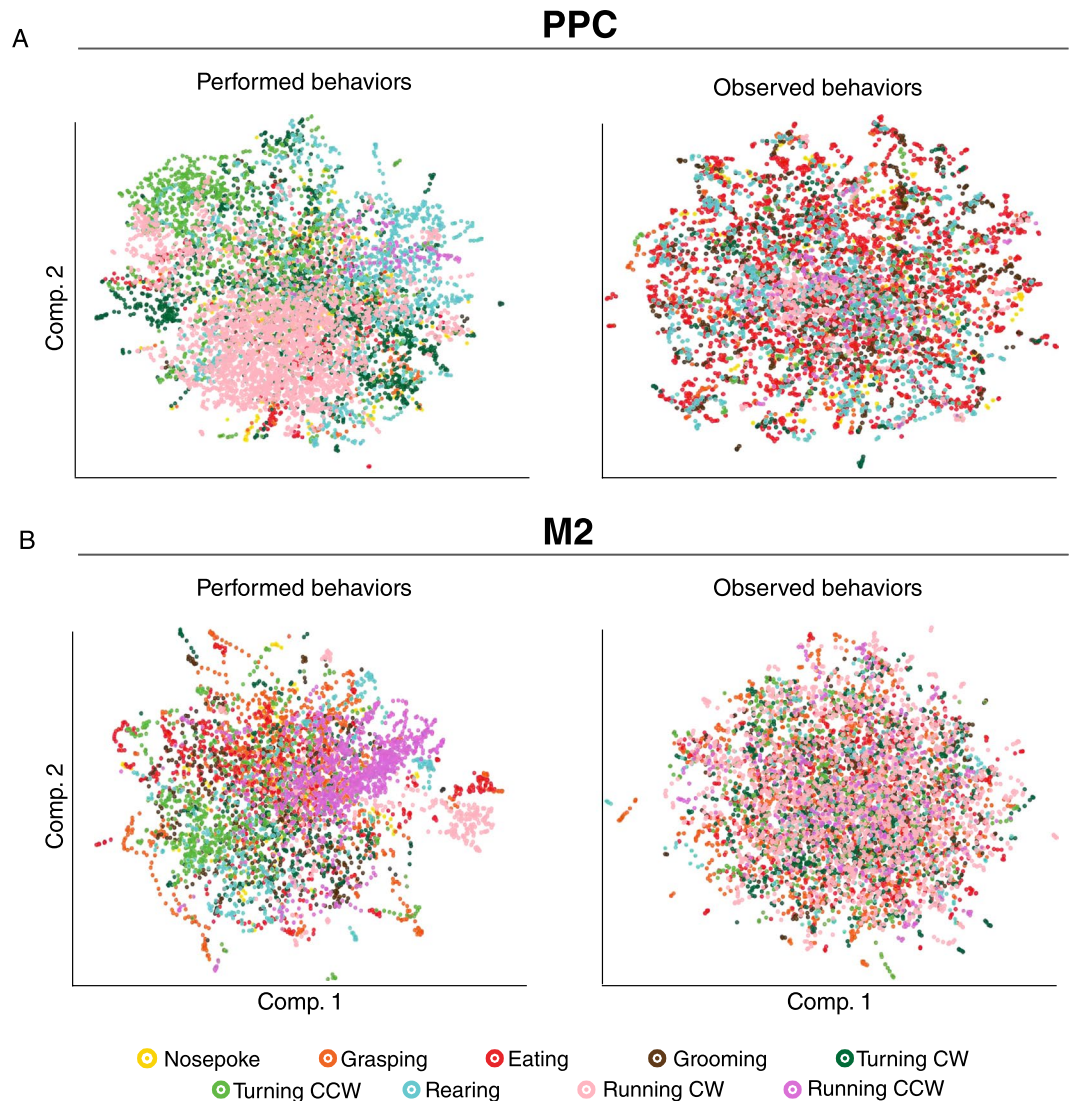 A
PPC
Performed behaviors
Observed behaviors
Comp. 2
B
M2
Performed behaviors
Observed behaviors
Comp. 2
Comp. 1
Comp. 1
Nosepoke
Grasping
Eating
Grooming
Turning CW
Turning CCW
Rearing
Running CW
Running CCW